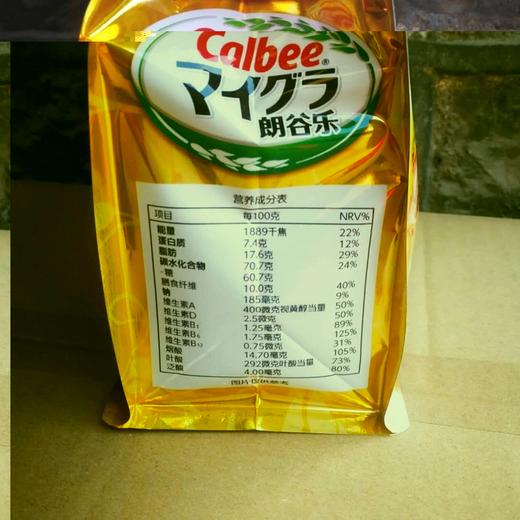 Calbee®
マイグラ
朗谷乐
营养成分表
项目 每100克 NRV%
能量 1889千焦 22%
蛋白质 7.4克 12%
脂肪 17.6克 29%
碳水化合物 70.7克 24%
-糖 60.7克
膳食纤维 10.0克 40%
钠 185毫克 9%
维生素A 400微克视黄醇当量 50%
维生素D 2.5微克 50%
维生素B₁ 1.25毫克 89%
维生素B₆ 1.75毫克 125%
维生素B₁₂ 0.75微克 31%
烟酸 14.70毫克 105%
叶酸 292微克叶酸当量 73%
泛酸 4.00毫克 80%
图片仅供参考